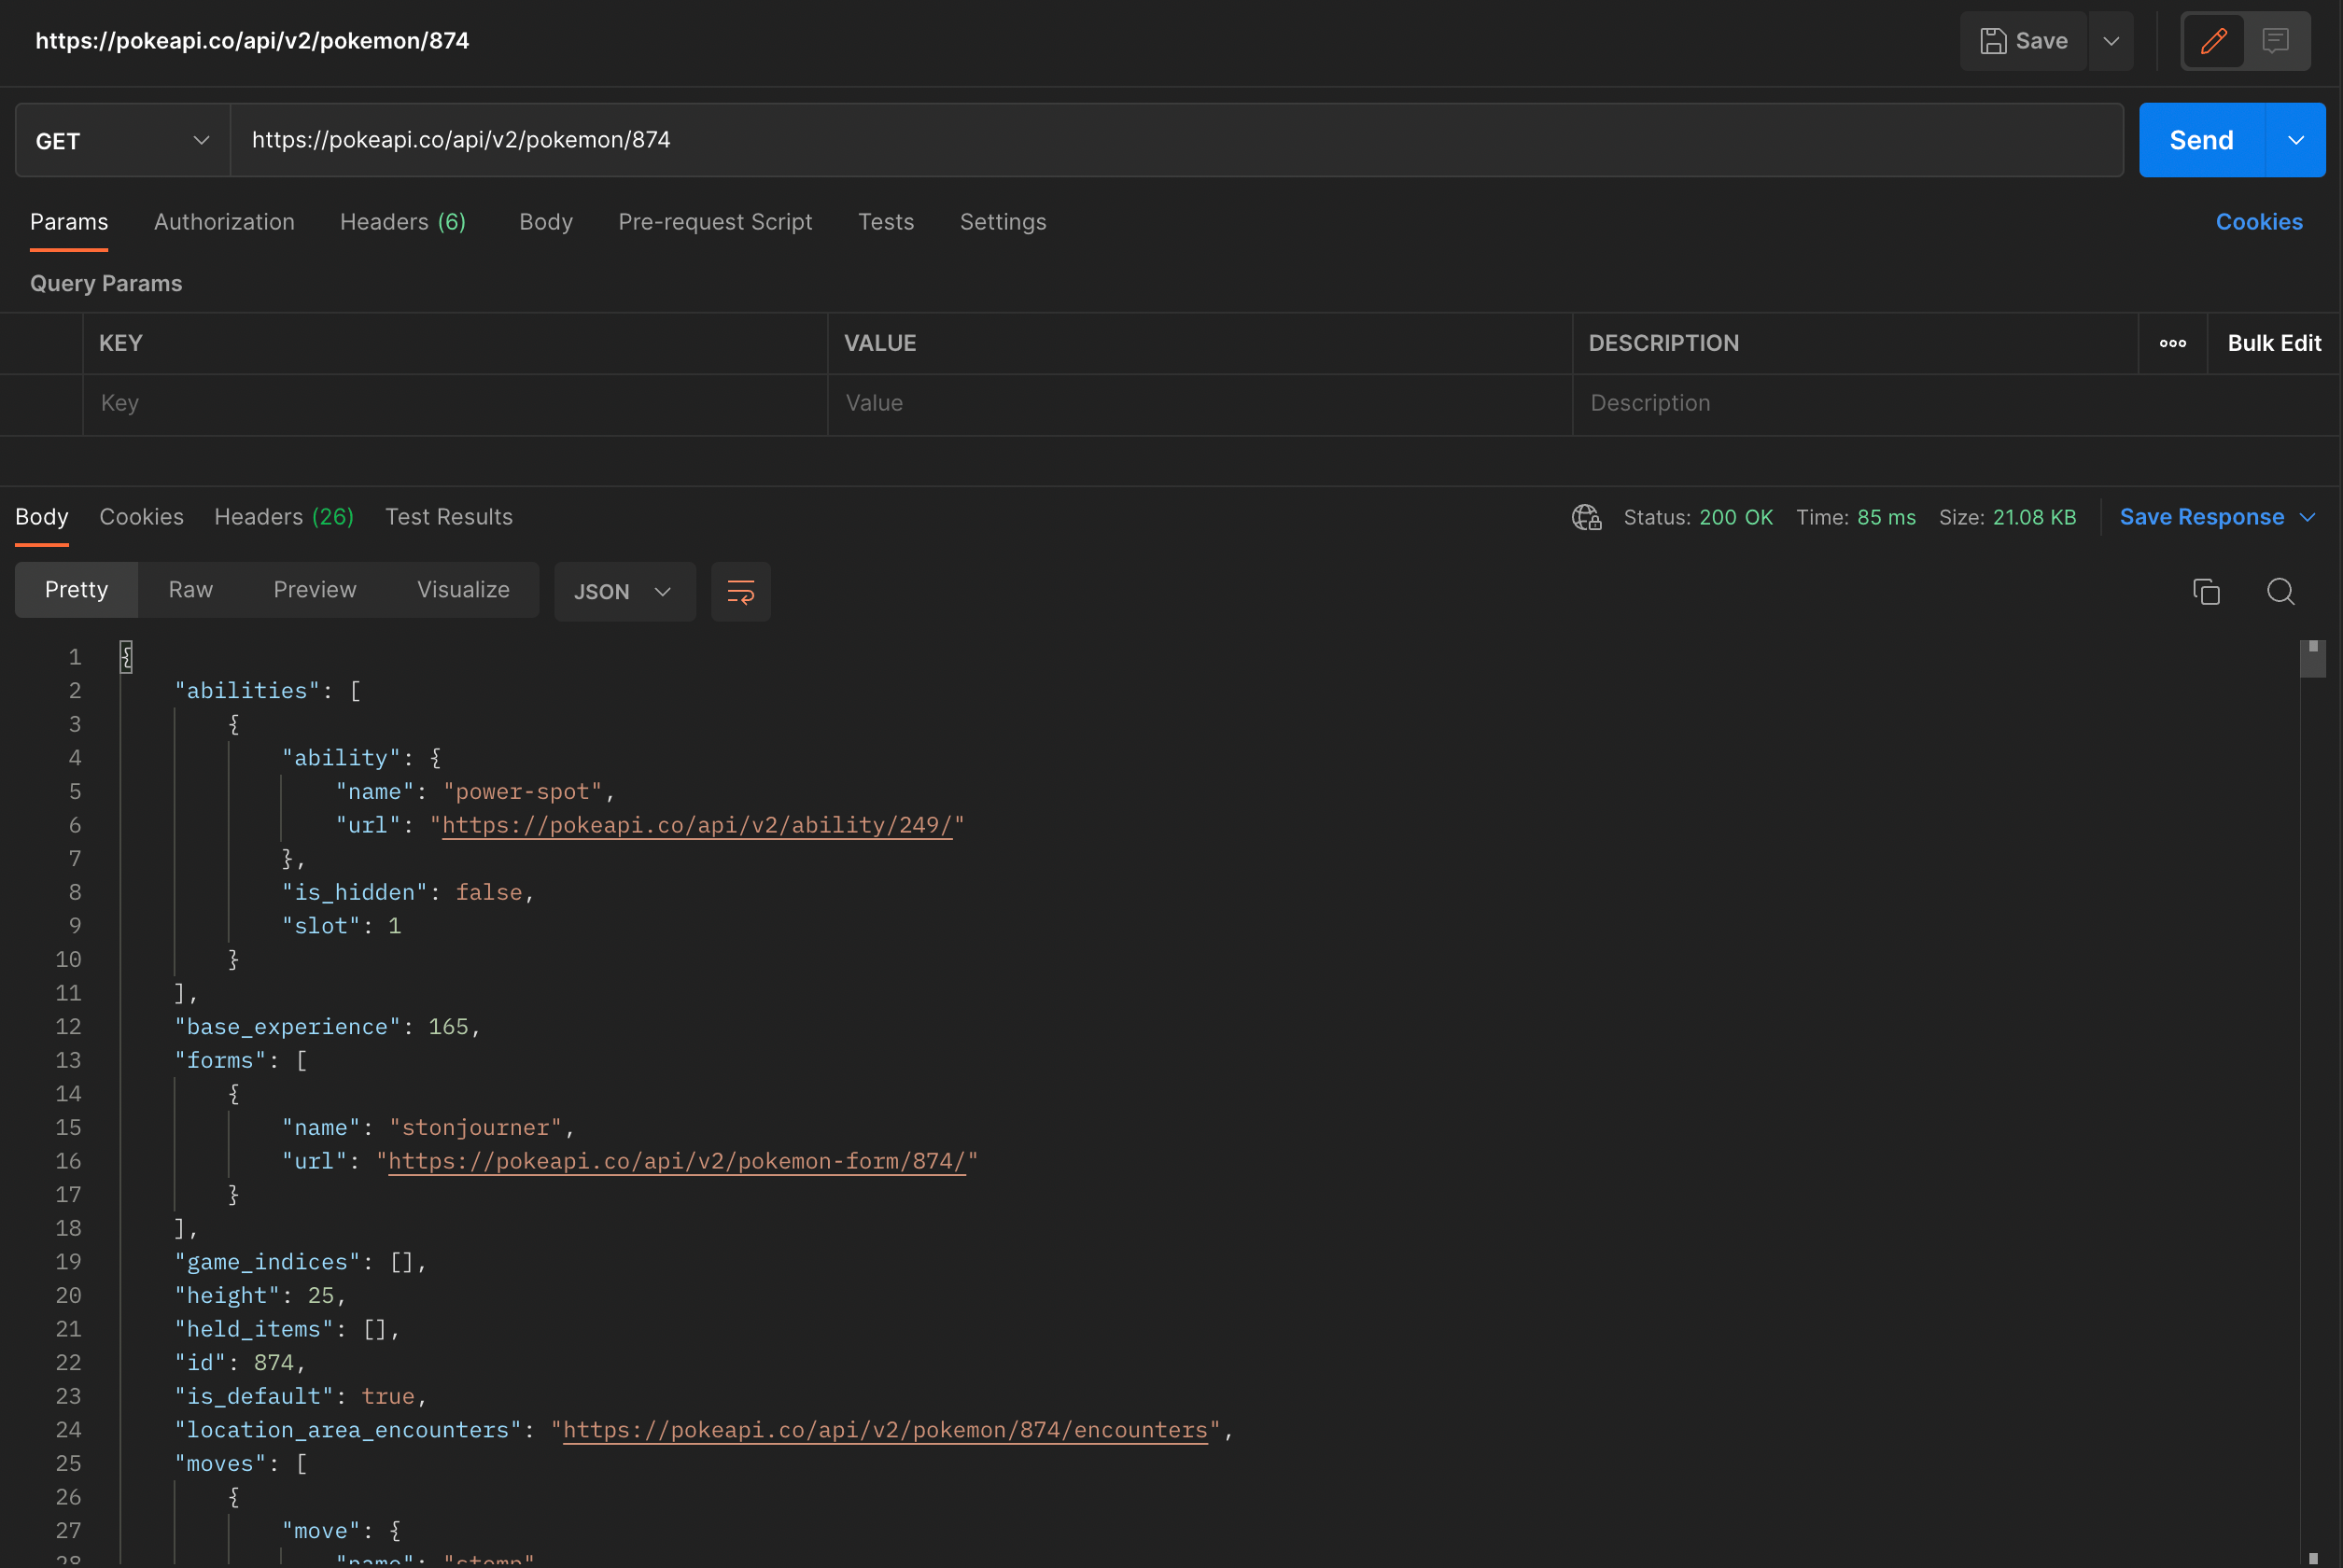 https://pokeapi.co/api/v2/pokemon/874
Save
GET
https://pokeapi.co/api/v2/pokemon/874
Send
Params Authorization Headers (6) Body Pre-request Script Tests Settings Cookies
Query Params
KEY VALUE DESCRIPTION ooo Bulk Edit
Key Value Description
Body Cookies Headers (26) Test Results Status: 200 OK Time: 85 ms Size: 21.08 KB Save Response
Pretty Raw Preview Visualize JSON
1 {
2 "abilities": [
3 {
4 "ability": {
5 "name": "power-spot",
6 "url": "https://pokeapi.co/api/v2/ability/249/"
7 },
8 "is_hidden": false,
9 "slot": 1
10 }
11 ],
12 "base_experience": 165,
13 "forms": [
14 {
15 "name": "stonjourner",
16 "url": "https://pokeapi.co/api/v2/pokemon-form/874/"
17 }
18 ],
19 "game_indices": [],
20 "height": 25,
21 "held_items": [],
22 "id": 874,
23 "is_default": true,
24 "location_area_encounters": "https://pokeapi.co/api/v2/pokemon/874/encounters",
25 "moves": [
26 {
27 "move": {
28 "name": "stomp"